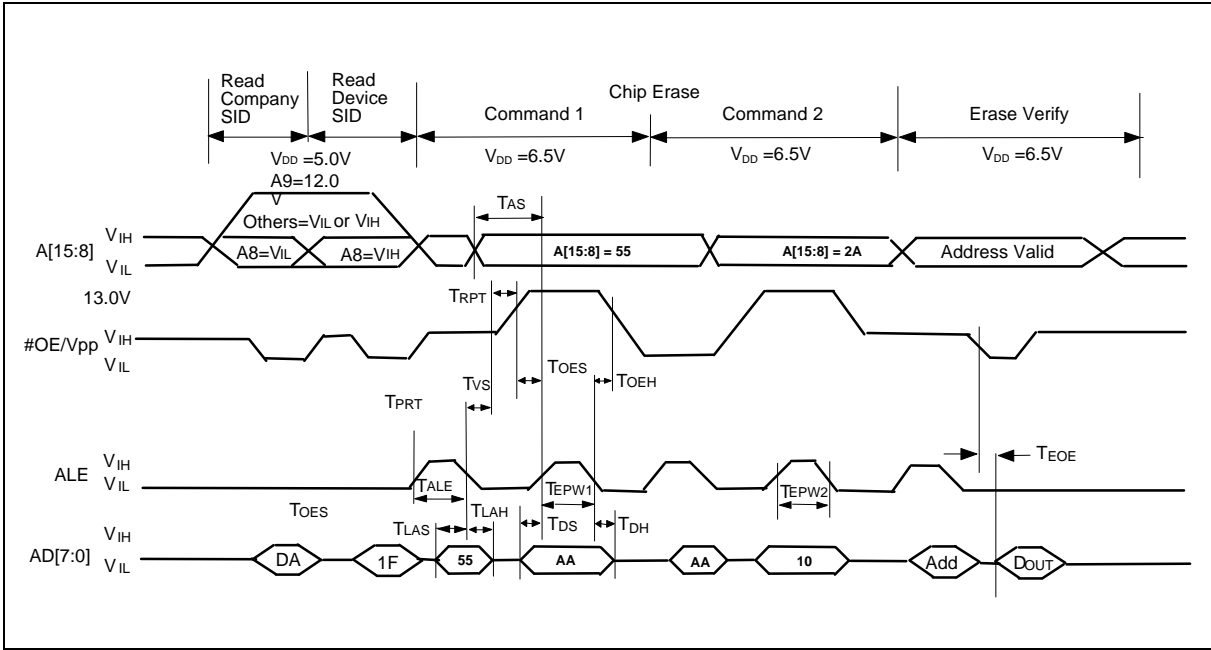 Read
Company
SID
Read
Device
SID
Chip Erase
Command 1
Command 2
Erase Verify
VDD =5.0V
VDD =6.5V
VDD =6.5V
VDD =6.5V
A9=12.0
V
Others=VIL or VIH
TAS
A[15:8]
VIH
VIL
A8=VIL
A8=VIH
A[15:8] = 55
A[15:8] = 2A
Address Valid
13.0V
TRPT
#OE/Vpp
VIH
VIL
TOES
TOEH
TVS
TPRT
TEOE
ALE
VIH
VIL
TALE
TEPW1
TEPW2
TOES
TLAS
TLAH
TDS
TDH
AD[7:0]
VIH
VIL
DA
1F
55
AA
AA
10
Add
DOUT